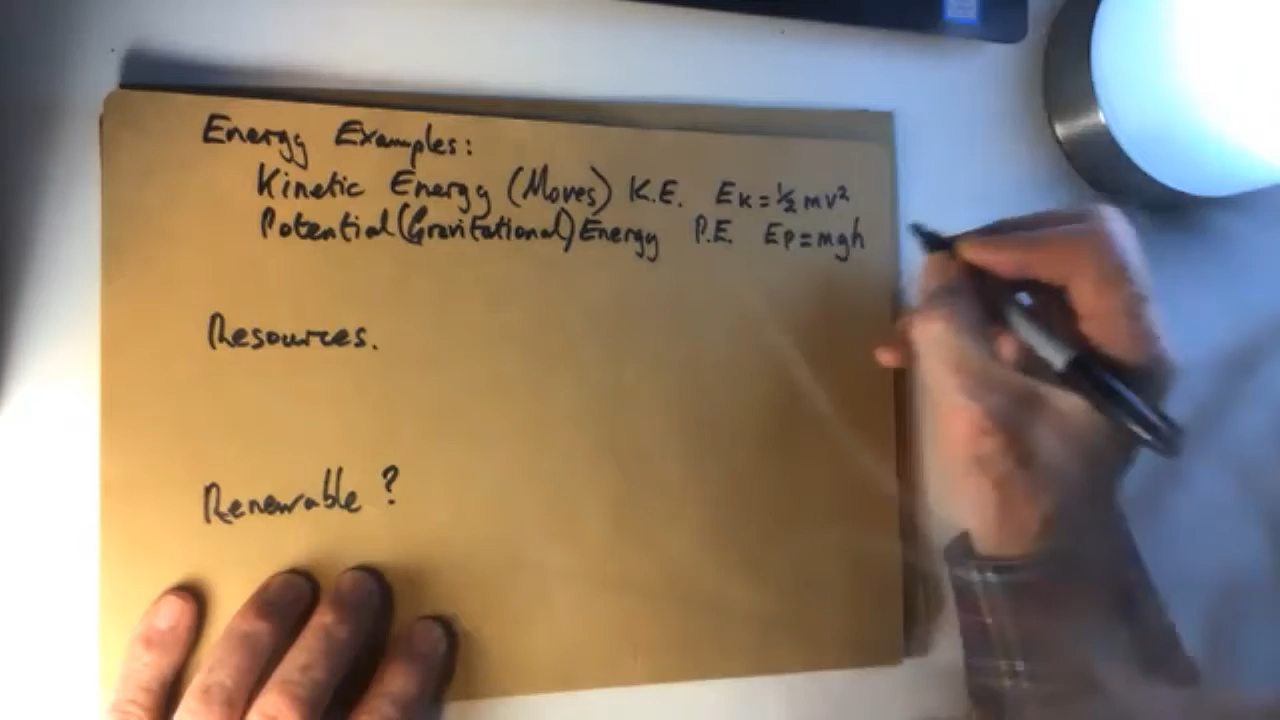 Energy Examples:
Kinetic Energy (Moves) K.E. EK=½mv²
Potential(Gravitational)Energy P.E. EP=mgh
Resources.
Renewable?